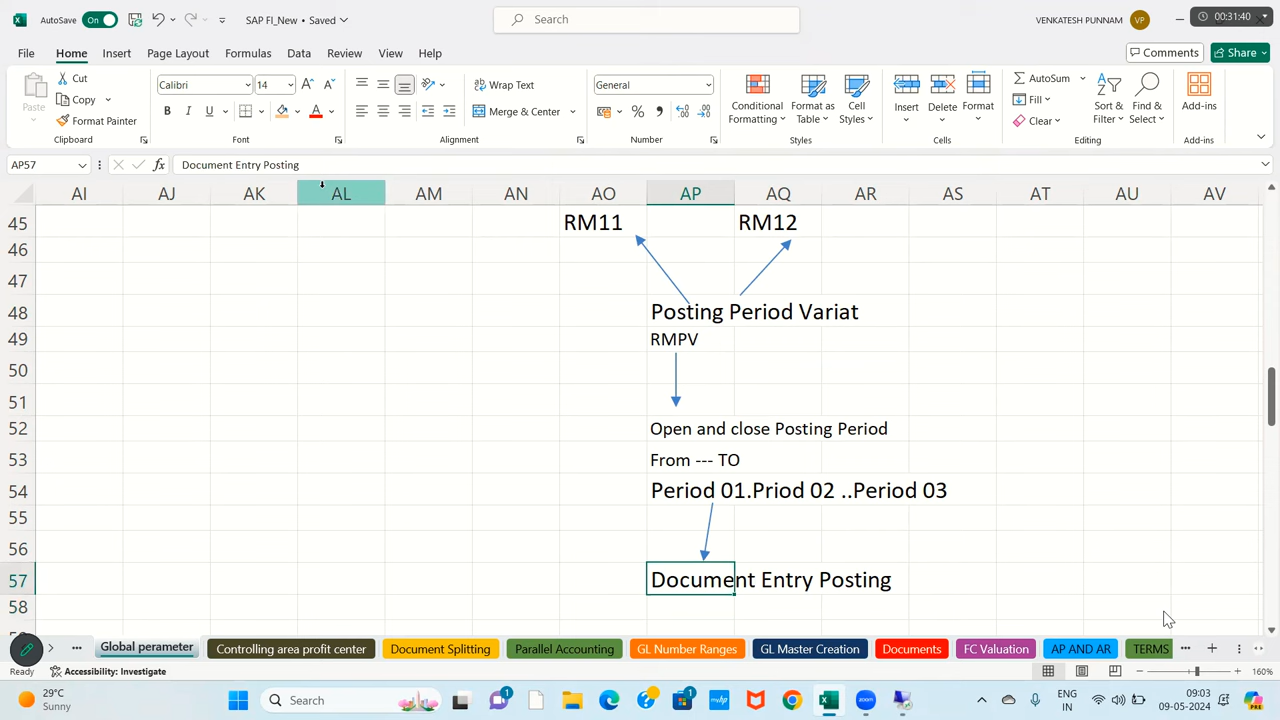 AutoSave On SAP FI_New • Saved Search VENKATESH PUNNAM VP 00:31:40
File Home Insert Page Layout Formulas Data Review View Help Comments Share
Paste Cut Copy Format Painter Clipboard
Calibri 14 A A B I U A Font
Wrap Text Merge & Center Alignment
General % , Number
Conditional Formatting Format as Table Cell Styles Styles
Insert Delete Format Cells
AutoSum Fill Clear Sort & Filter Find & Select Editing
Add-ins Add-ins
AP57 fx Document Entry Posting
AI AJ AK AL AM AN AO AP AQ AR AS AT AU AV
45 RM11 RM12
46
47
48 Posting Period Variat
49 RMPV
50
51
52 Open and close Posting Period
53 From --- TO
54 Period 01.Priod 02 ..Period 03
55
56
57 Document Entry Posting
58
Global perameter Controlling area profit center Document Splitting Parallel Accounting GL Number Ranges GL Master Creation Documents FC Valuation AP AND AR TERMS
Ready Accessibility: Investigate 160%
29°C
Sunny
Search
1
1
ENG
IN
09:03
09-05-2024